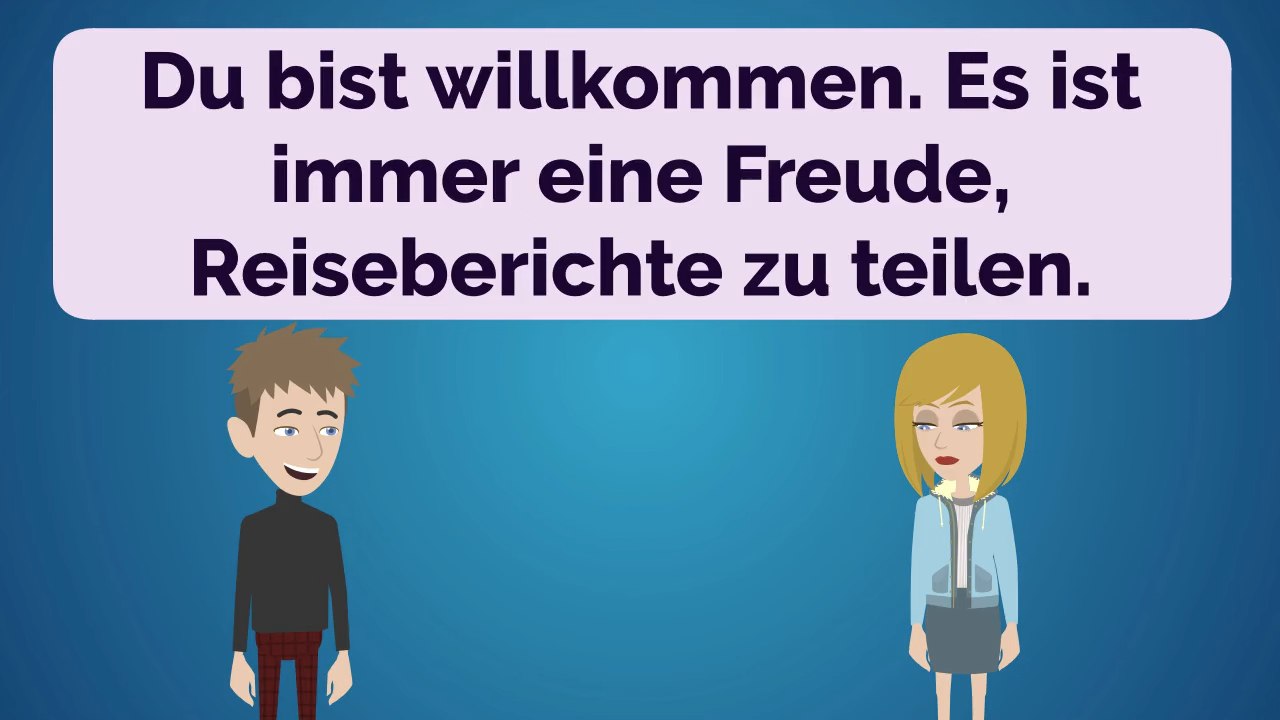 Du bist willkommen. Es ist
immer eine Freude,
Reiseberichte zu teilen.